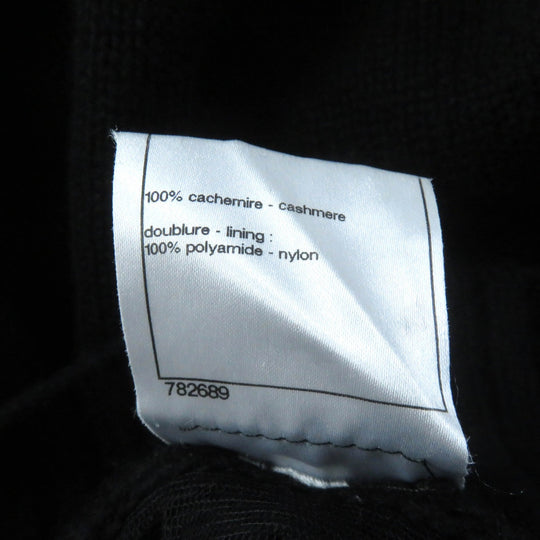 100% cachemire - cashmere
doublure - lining :
100% polyamide - nylon
782689